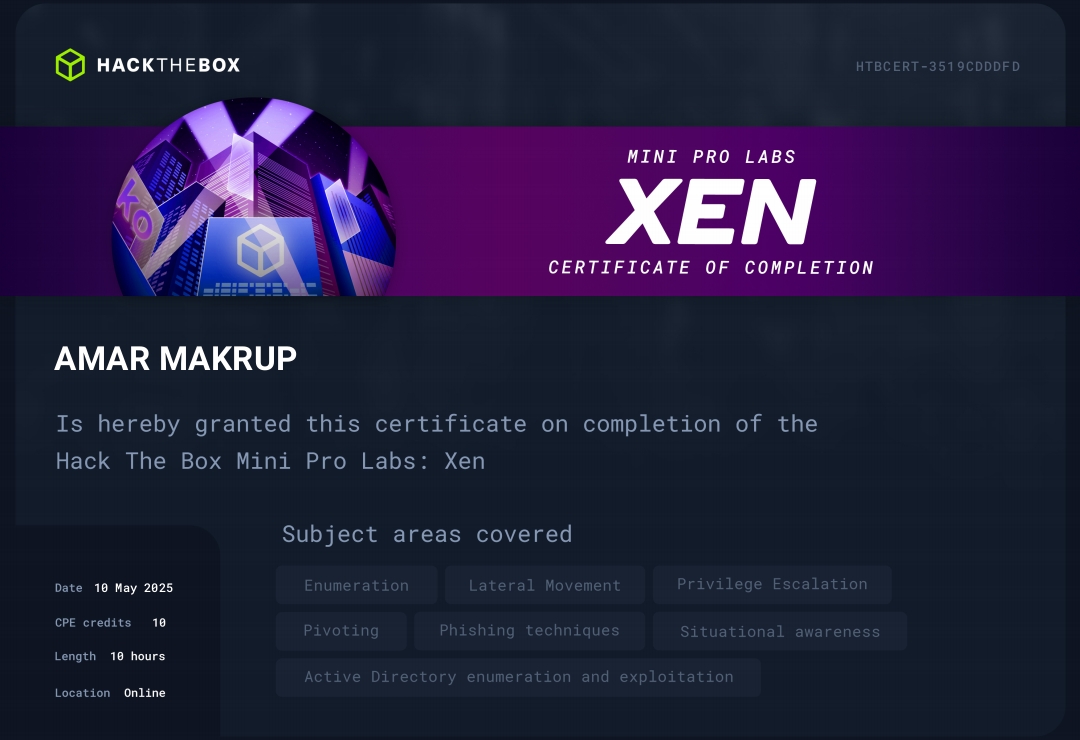 HACKTHEBOX
HTBCERT-3519CDDDFD
MINI PRO LABS
XEN
CERTIFICATE OF COMPLETION
KO
AMAR MAKRUP
Is hereby granted this certificate on completion of the
Hack The Box Mini Pro Labs: Xen
Subject areas covered
Enumeration Lateral Movement Privilege Escalation
Pivoting Phishing techniques Situational awareness
Active Directory enumeration and exploitation
Date 10 May 2025
CPE credits 10
Length 10 hours
Location Online